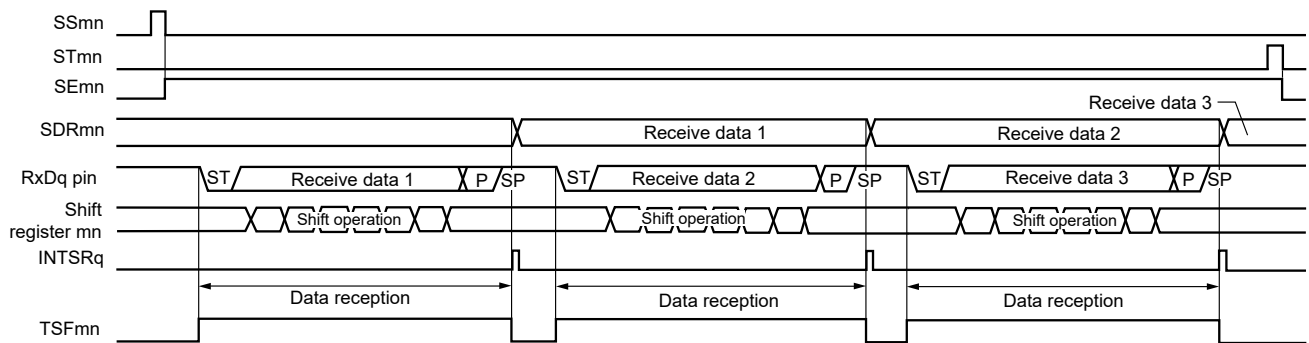 SSmn
STmn
SEmn
Receive data 3
SDRmn
Receive data 1
Receive data 2
RxDq pin
ST
Receive data 1
P
SP
ST
Receive data 2
P
SP
ST
Receive data 3
P
SP
Shift
register mn
Shift operation
Shift operation
Shift operation
INTSRq
Data reception
Data reception
Data reception
TSFmn